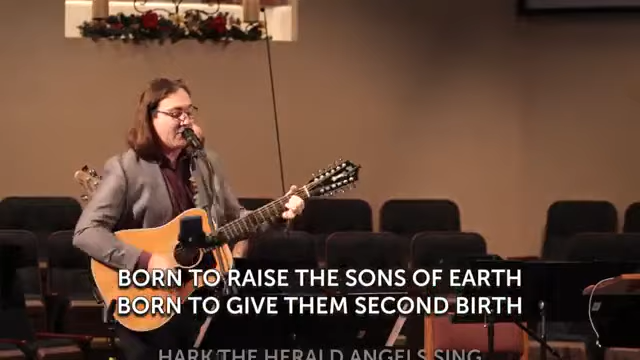 BORN TO RAISE THE SONS OF EARTH
BORN TO GIVE THEM SECOND BIRTH
HARK THE HERALD ANGELS SING